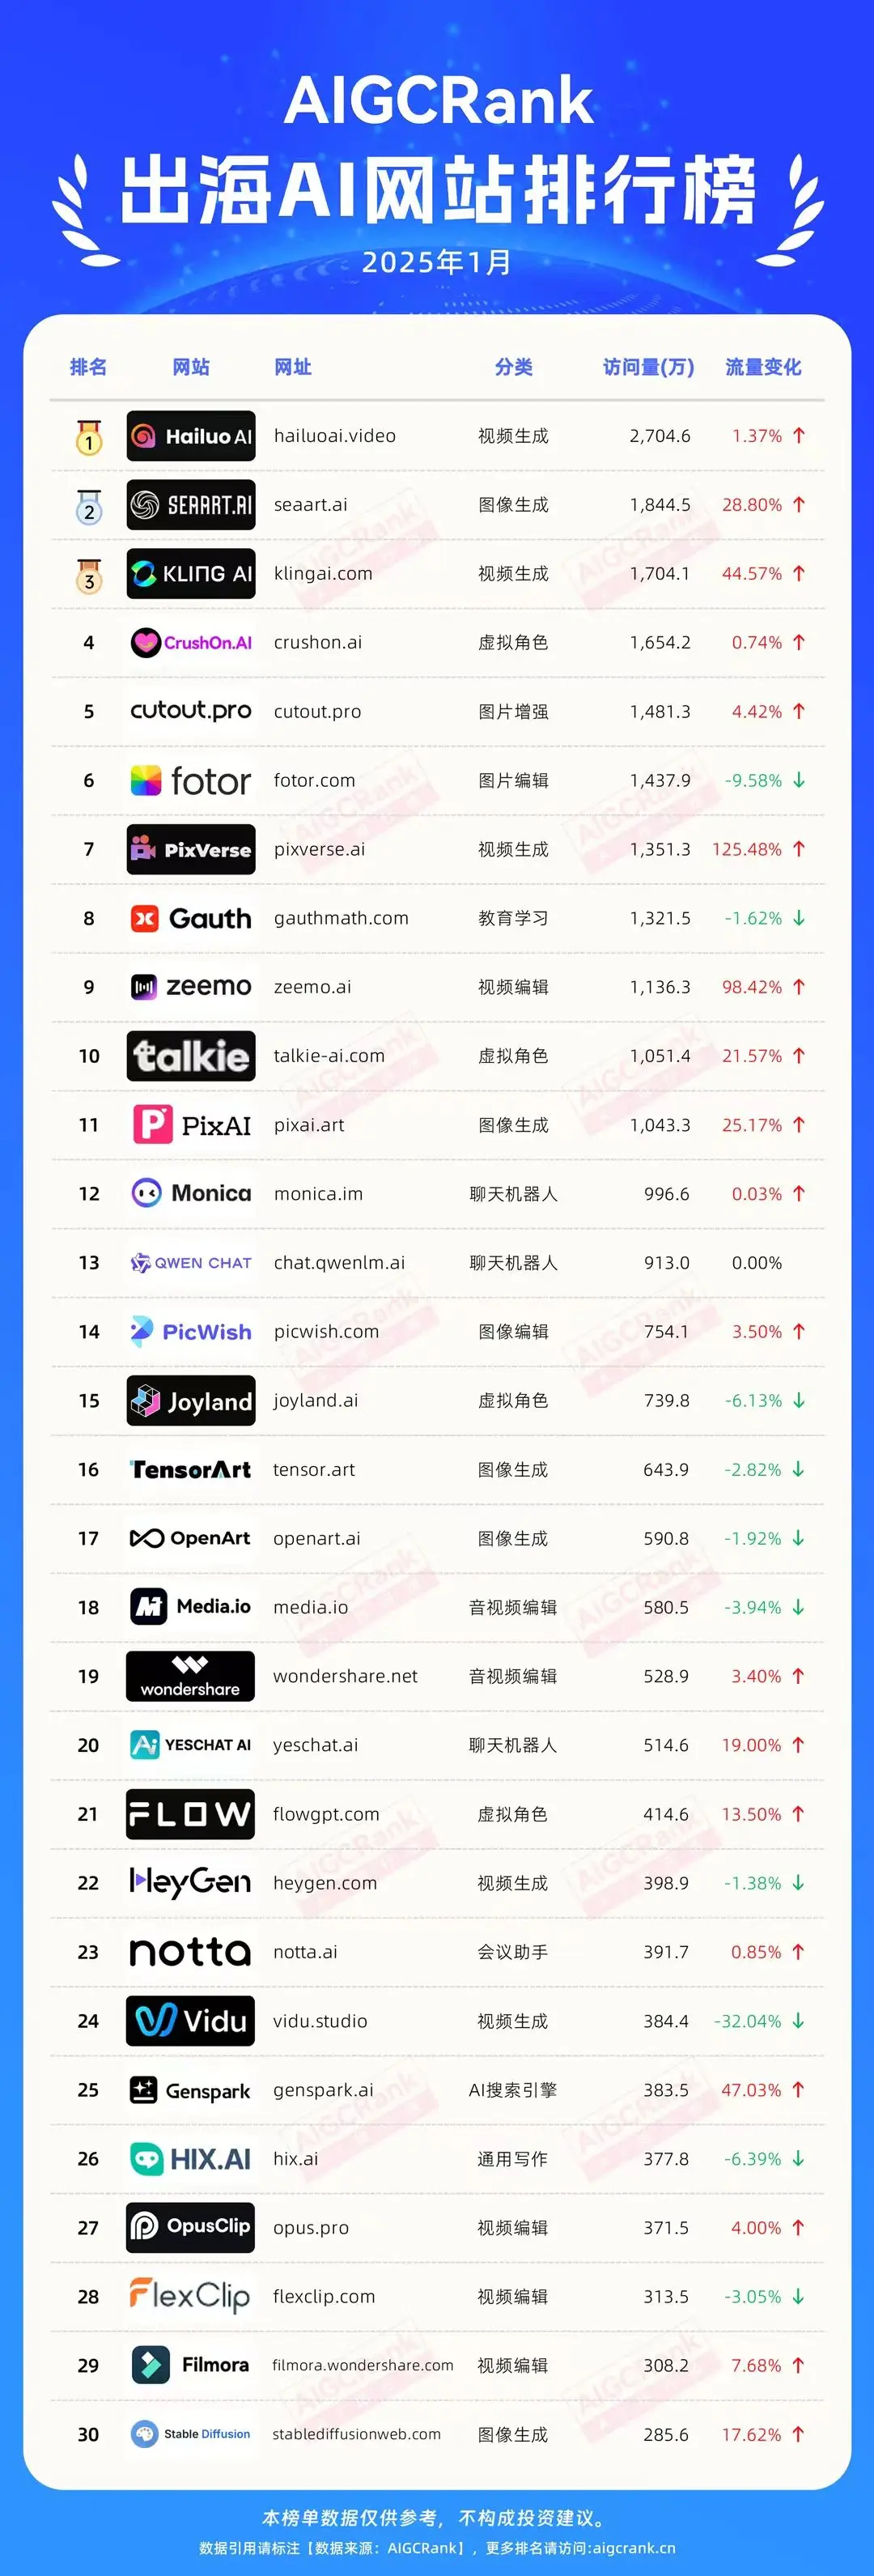 AIGCRank
出海AI网站排行榜
2025年1月
排名 网站 网址 分类 访问量(万) 流量变化
1 Hailuo AI hailuoai.video 视频生成 2,704.6 1.37% ↑
2 SEAART.AI seaart.ai 图像生成 1,844.5 28.80% ↑
3 KLING AI klingai.com 视频生成 1,704.1 44.57% ↑
4 CrushOn.AI crushon.ai 虚拟角色 1,654.2 0.74% ↑
5 cutout.pro cutout.pro 图片增强 1,481.3 4.42% ↑
6 fotor fotor.com 图片编辑 1,437.9 -9.58% ↓
7 PixVerse pixverse.ai 视频生成 1,351.3 125.48% ↑
8 Gauth gauthmath.com 教育学习 1,321.5 -1.62% ↓
9 zeemo zeemo.ai 视频编辑 1,136.3 98.42% ↑
10 talkie talkie-ai.com 虚拟角色 1,051.4 21.57% ↑
11 PixAI pixai.art 图像生成 1,043.3 25.17% ↑
12 Monica monica.im 聊天机器人 996.6 0.03% ↑
13 QWEN CHAT chat.qwenlm.ai 聊天机器人 913.0 0.00%
14 PicWish picwish.com 图像编辑 754.1 3.50% ↑
15 Joyland joyland.ai 虚拟角色 739.8 -6.13% ↓
16 TensorArt tensor.art 图像生成 643.9 -2.82% ↓
17 OpenArt openart.ai 图像生成 590.8 -1.92% ↓
18 Media.io media.io 音视频编辑 580.5 -3.94% ↓
19 wondershare wondershare.net 音视频编辑 528.9 3.40% ↑
20 Ai YESCHAT AI yeschat.ai 聊天机器人 514.6 19.00% ↑
21 FLOW flowgpt.com 虚拟角色 414.6 13.50% ↑
22 HeyGen heygen.com 视频生成 398.9 -1.38% ↓
23 notta notta.ai 会议助手 391.7 0.85% ↑
24 Vidu vidu.studio 视频生成 384.4 -32.04% ↓
25 Genspark genspark.ai AI搜索引擎 383.5 47.03% ↑
26 HIX.AI hix.ai 通用写作 377.8 -6.39% ↓
27 OpusClip opus.pro 视频编辑 371.5 4.00% ↑
28 FlexClip flexclip.com 视频编辑 313.5 -3.05% ↓
29 Filmora filmora.wondershare.com 视频编辑 308.2 7.68% ↑
30 Stable Diffusion stablediffusionweb.com 图像生成 285.6 17.62% ↑
本榜单数据仅供参考，不构成投资建议。
数据引用请标注【数据来源：AIGCRank】，更多排名请访问:aigcrank.cn